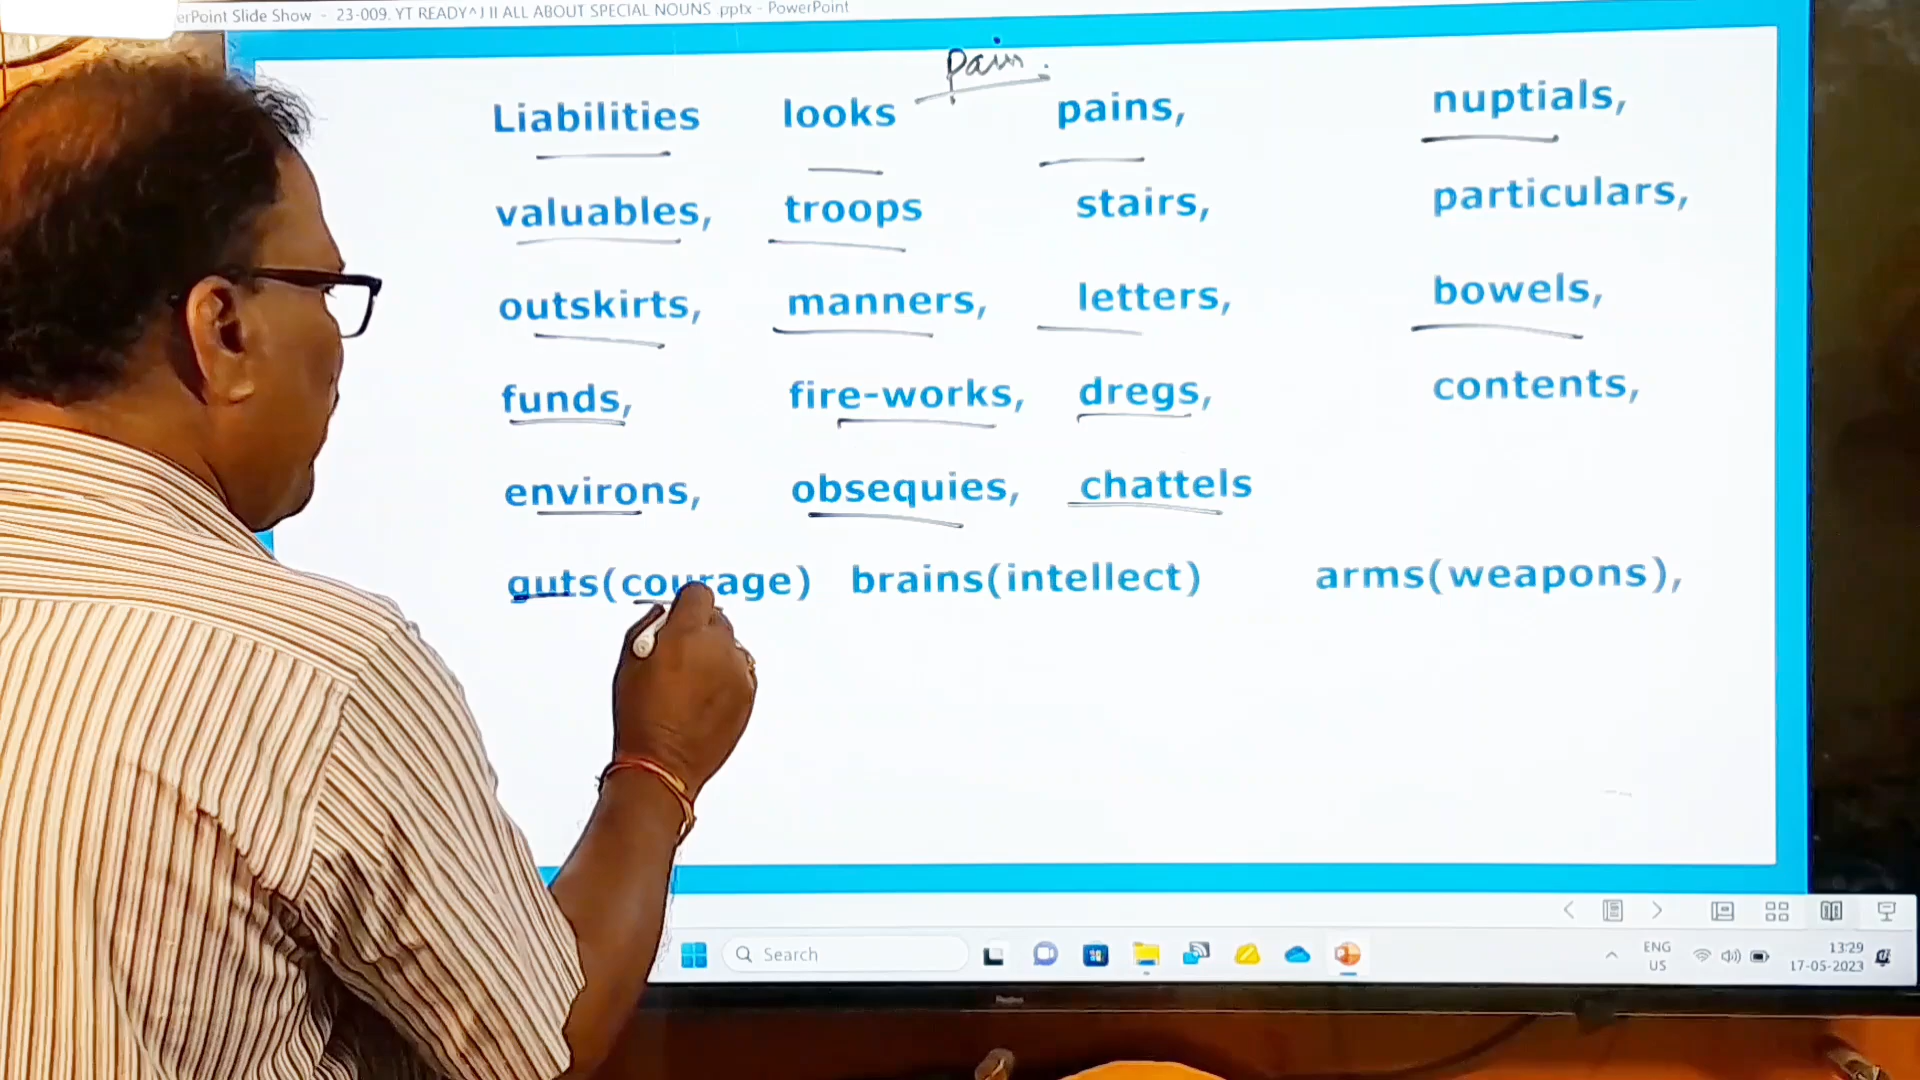 erPoint Slide Show - 23-009. YT READY^J II ALL ABOUT SPECIAL NOUNS .pptx - PowerPoint
pain.
Liabilities looks pains, nuptials,
valuables, troops stairs, particulars,
outskirts, manners, letters, bowels,
funds, fire-works, dregs, contents,
environs, obsequies, chattels
guts(courage) brains(intellect) arms(weapons),
Search
ENG
US
13:29
17-05-2023